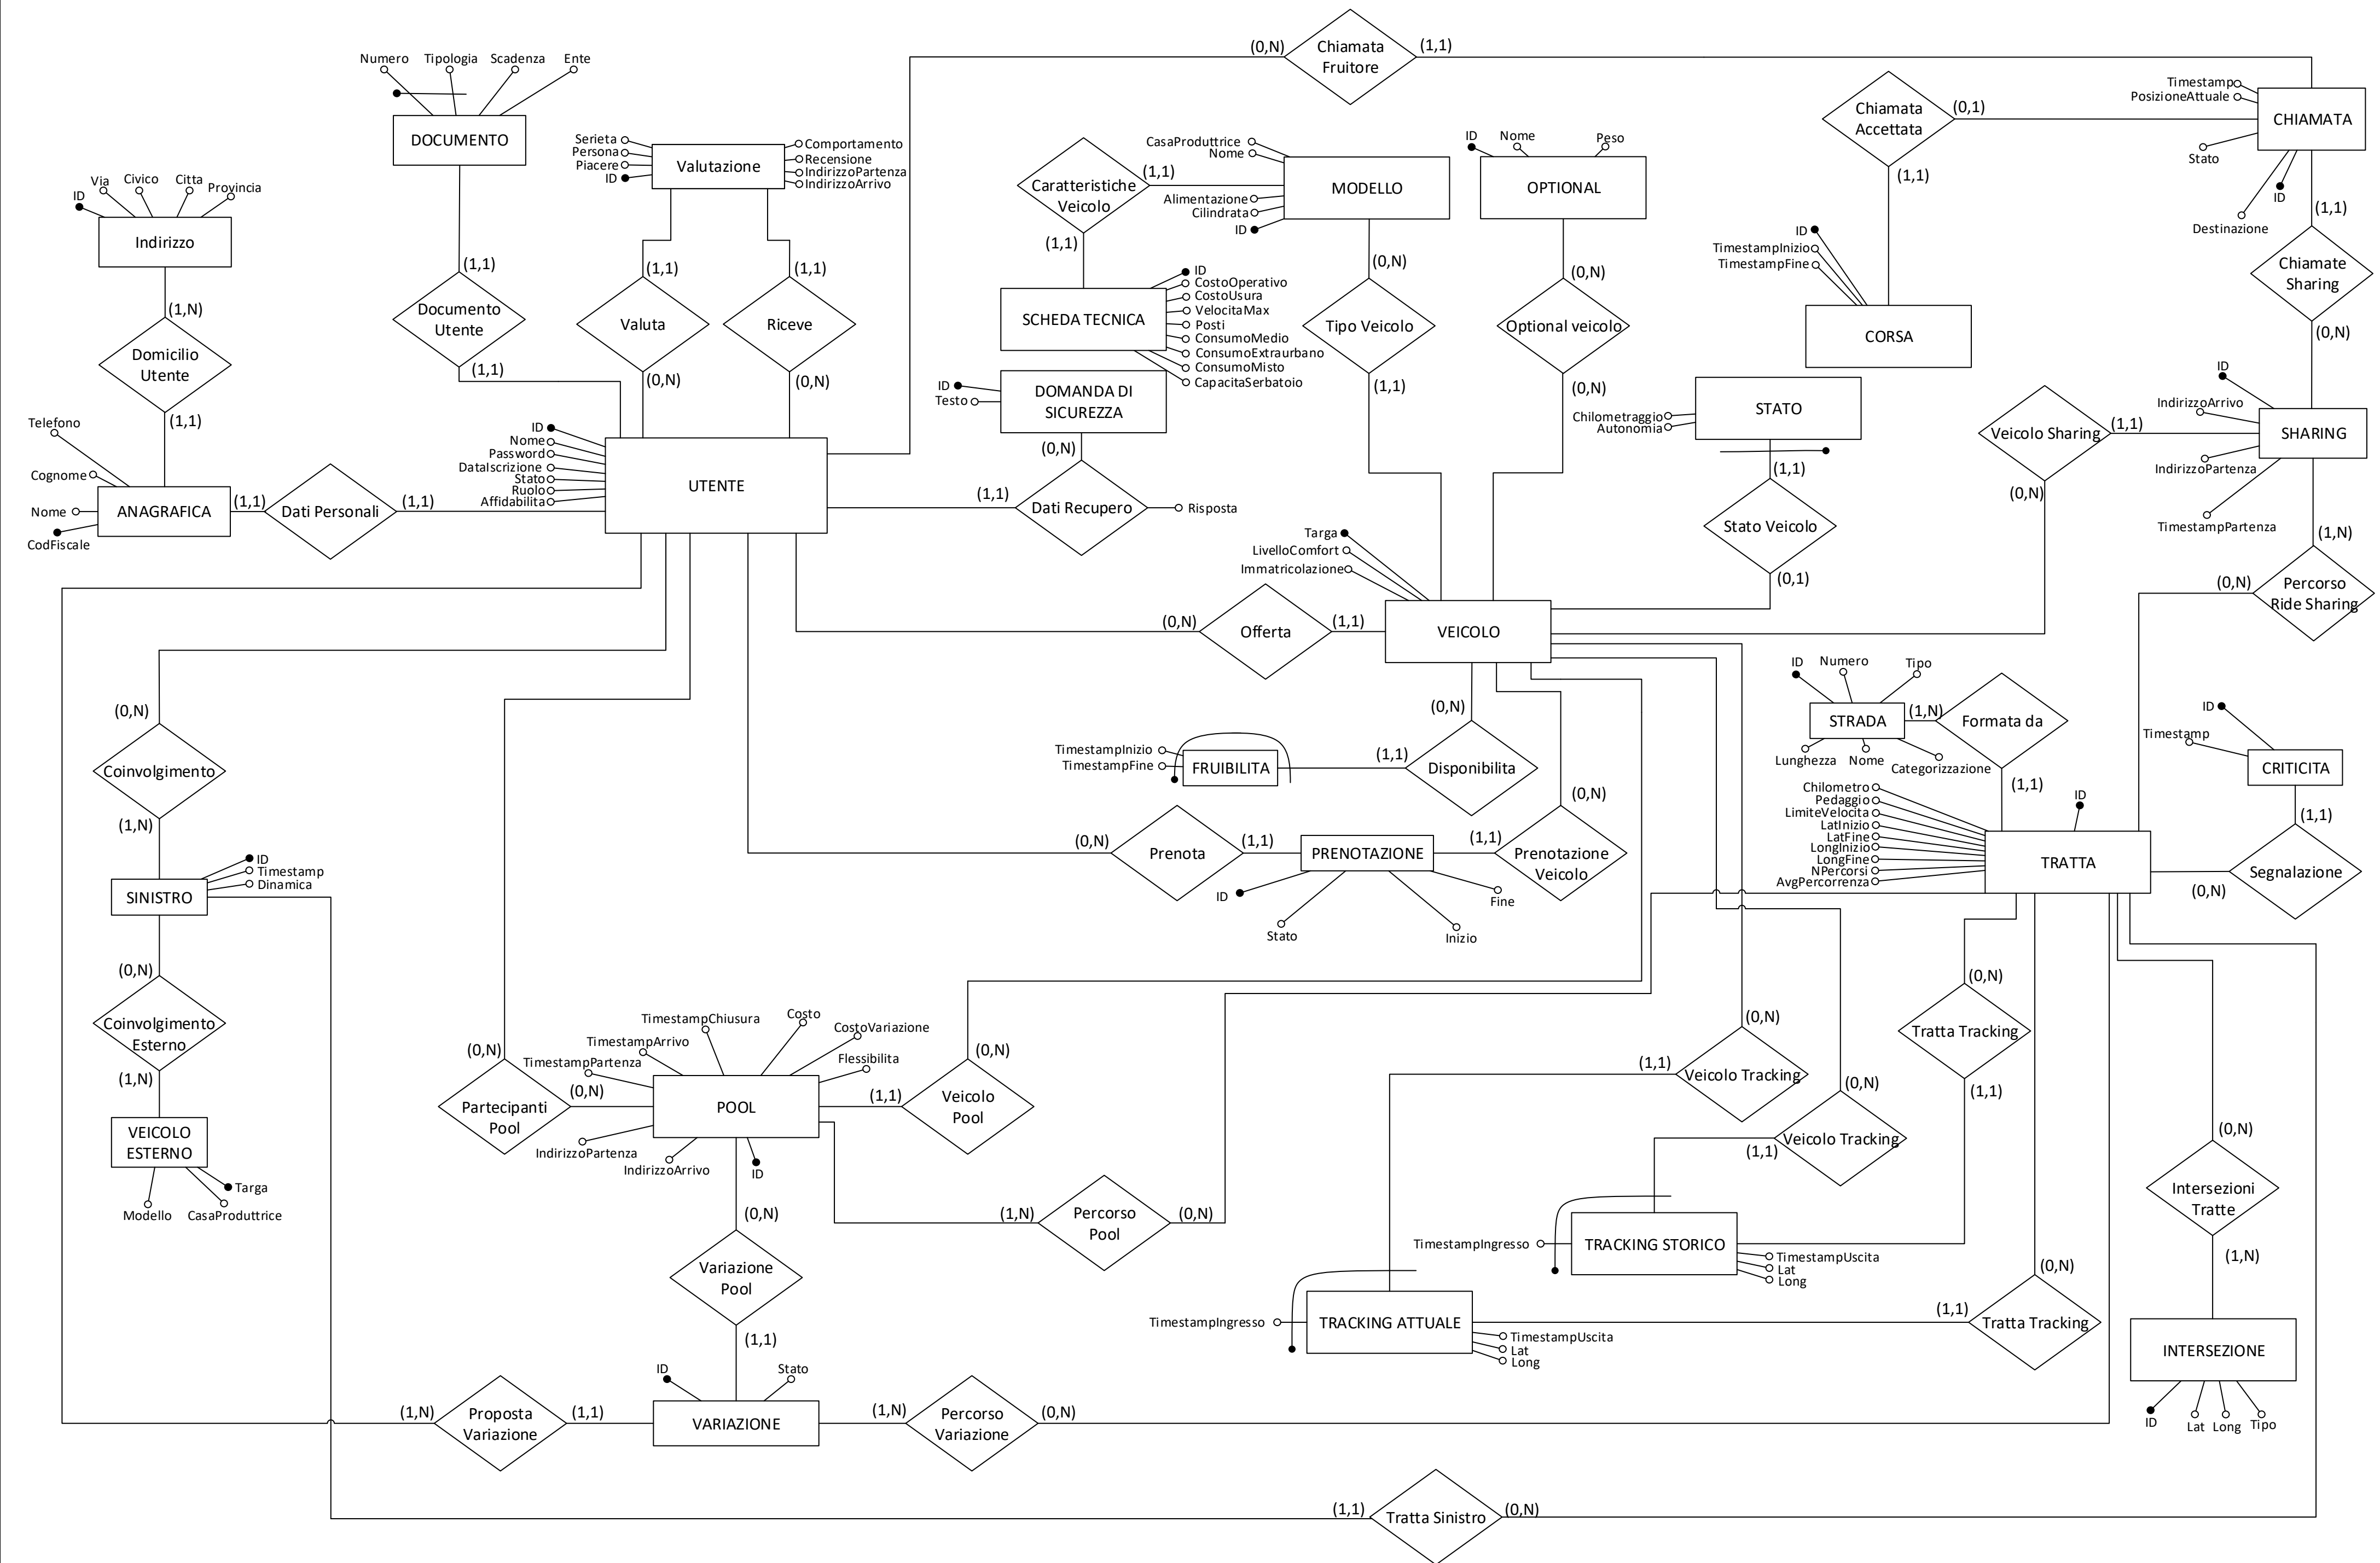 Chiamata
Fruitore
(0,N)
(1,1)
Numero
Tipologia
Scadenza
Ente
DOCUMENTO
(1,1)
Documento
Utente
(1,1)
Serieta
Persona
Piacere
ID
Valutazione
Comportamento
Recensione
IndirizzoPartenza
IndirizzoArrivo
(1,1)
Valuta
(0,N)
(1,1)
Riceve
(0,N)
ID
Via
Civico
Citta
Provincia
Indirizzo
(1,N)
Domicilio
Utente
(1,1)
Telefono
Cognome
Nome
CodFiscale
ANAGRAFICA
(1,1)
Dati Personali
(1,1)
ID
Nome
Password
DataIscrizione
Stato
Ruolo
Affidabilita
UTENTE
Caratteristiche
Veicolo
(1,1)
(1,1)
CasaProduttrice
Nome
Alimentazione
Cilindrata
ID
MODELLO
ID
Nome
Peso
OPTIONAL
SCHEDA TECNICA
ID
CostoOperativo
CostoUsura
VelocitaMax
Posti
ConsumoMedio
ConsumoExtraurbano
ConsumoMisto
CapacitaSerbatoio
(0,N)
Tipo Veicolo
(1,1)
(0,N)
Optional veicolo
(0,N)
ID
Testo
DOMANDA DI
SICUREZZA
(0,N)
(1,1)
Dati Recupero
Risposta
Chiamata
Accettata
(0,1)
(1,1)
Timestamp
PosizioneAttuale
Stato
Destinazione
ID
CHIAMATA
(1,1)
Chiamate
Sharing
(0,N)
ID
TimestampInizio
TimestampFine
CORSA
Chilometraggio
Autonomia
STATO
(1,1)
Stato Veicolo
(0,1)
Veicolo Sharing
(1,1)
(0,N)
ID
IndirizzoArrivo
IndirizzoPartenza
TimestampPartenza
SHARING
(1,N)
Percorso
Ride Sharing
(0,N)
Targa
LivelloComfort
Immatricolazione
(0,N)
Offerta
(1,1)
VEICOLO
(0,N)
Disponibilita
(1,1)
TimestampInizio
TimestampFine
FRUIBILITA
(0,N)
Prenota
(1,1)
PRENOTAZIONE
(1,1)
Prenotazione
Veicolo
(0,N)
ID
Stato
Inizio
Fine
ID
Numero
Tipo
STRADA
Lunghezza
Nome
Categorizzazione
(1,N)
Formata da
(1,1)
ID
Timestamp
CRITICITA
(1,1)
Segnalazione
(0,N)
Chilometro
Pedaggio
LimiteVelocita
LatInizio
LatFine
LongInizio
LongFine
NPercorsi
AvgPercorrenza
ID
TRATTA
(0,N)
Coinvolgimento
(1,N)
ID
Timestamp
Dinamica
SINISTRO
(0,N)
Coinvolgimento
Esterno
(1,N)
VEICOLO
ESTERNO
Targa
Modello
CasaProduttrice
TimestampChiusura
Costo
TimestampArrivo
CostoVariazione
TimestampPartenza
Flessibilita
(0,N)
Partecipanti
Pool
(0,N)
POOL
(1,1)
Veicolo
Pool
(0,N)
IndirizzoPartenza
IndirizzoArrivo
ID
(0,N)
Variazione
Pool
(1,1)
(1,N)
Percorso
Pool
(0,N)
(0,N)
Veicolo Tracking
(1,1)
(0,N)
Veicolo Tracking
(1,1)
(0,N)
Tratta Tracking
(1,1)
TimestampIngresso
TRACKING STORICO
TimestampUscita
Lat
Long
TimestampIngresso
TRACKING ATTUALE
TimestampUscita
Lat
Long
(0,N)
Tratta Tracking
(1,1)
(0,N)
Intersezioni
Tratte
(1,N)
INTERSEZIONE
ID
Lat
Long
Tipo
(1,N)
Proposta
Variazione
(1,1)
ID
Stato
VARIAZIONE
(1,N)
Percorso
Variazione
(0,N)
(1,1)
Tratta Sinistro
(0,N)